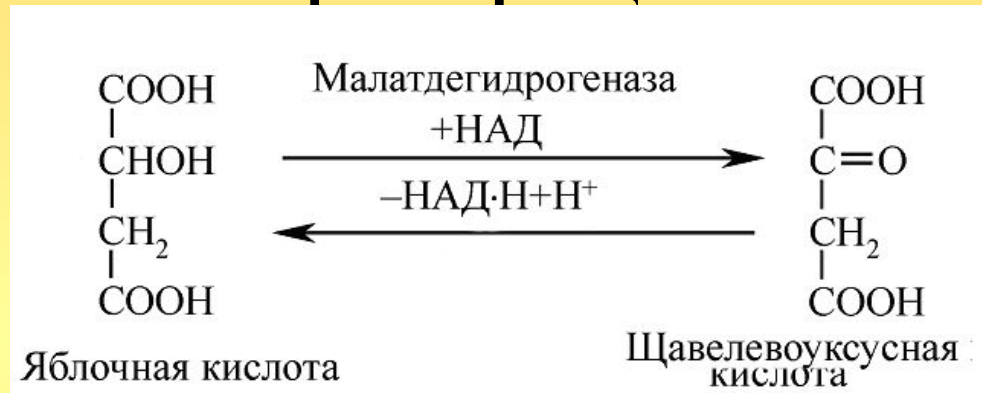 Малатдегидрогеназа
+НАД
–НАД·Н+Н⁺
COOH
CHOH
CH₂
COOH
Яблочная кислота
COOH
C=O
CH₂
COOH
Щавелевоуксусная
кислота